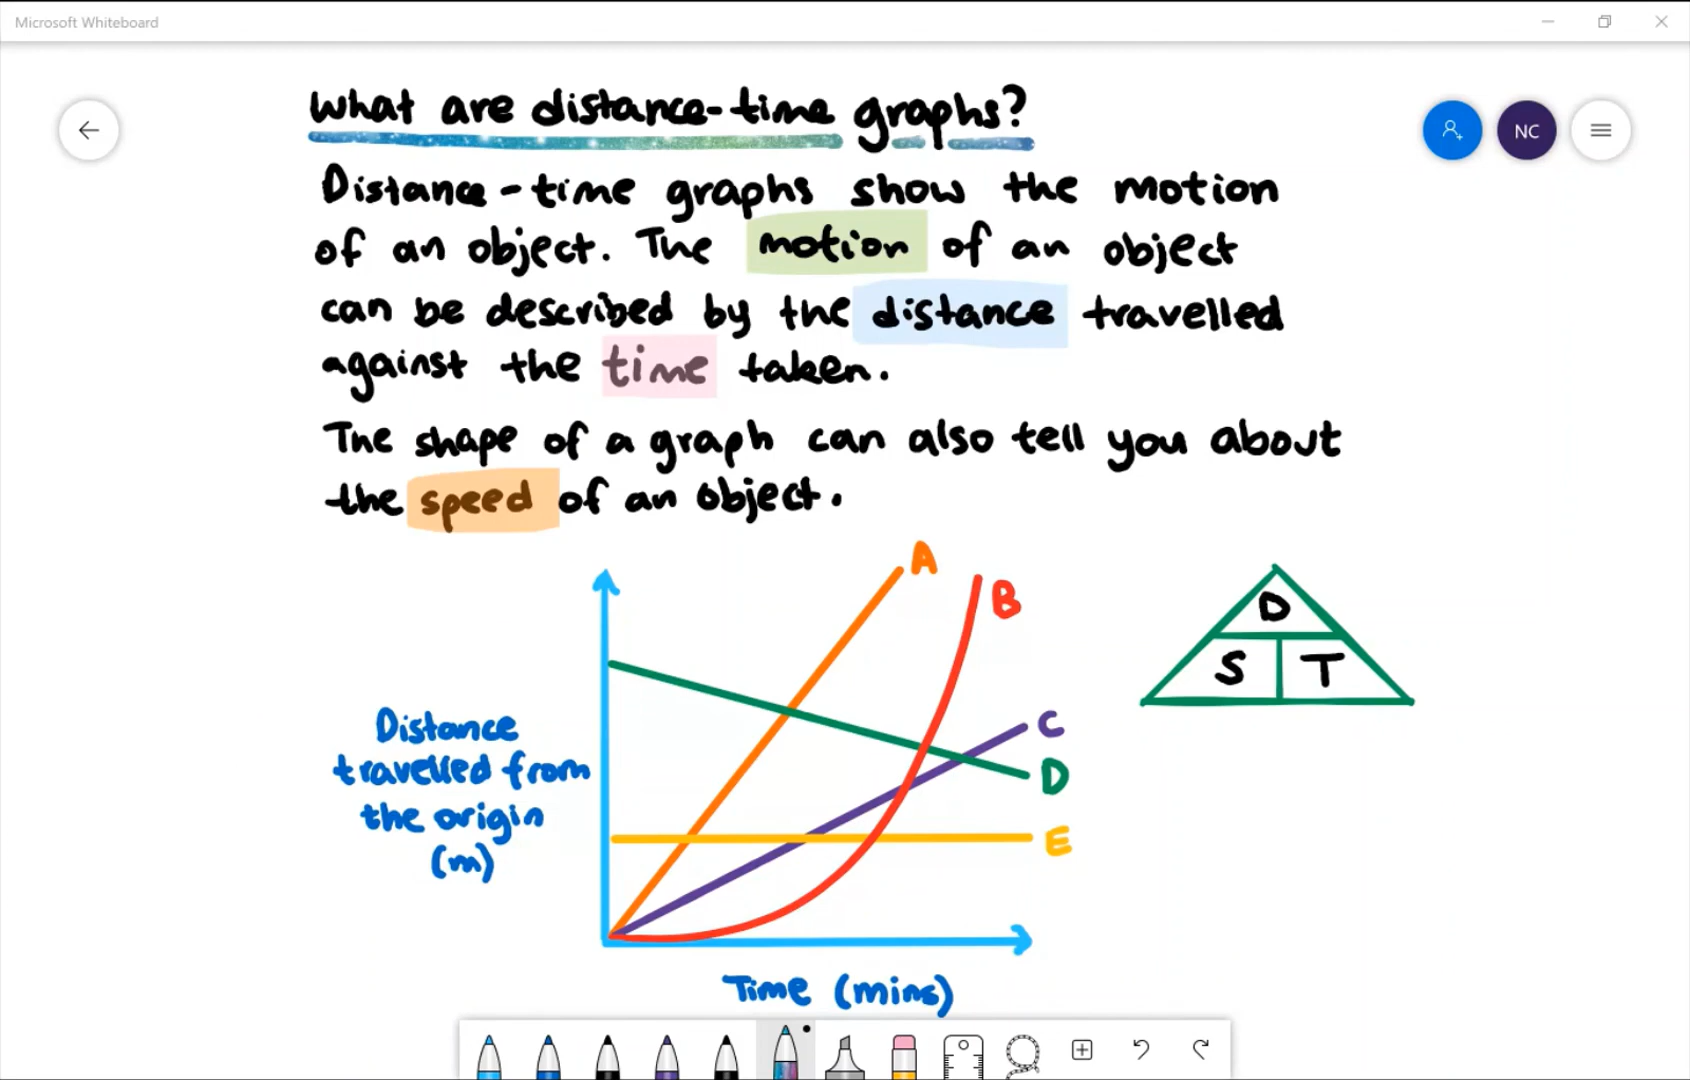 Microsoft Whiteboard
What are distance-time graphs?
NC
Distance-time graphs show the motion
of an object. The motion of an object
can be described by the distance travelled
against the time taken.
The shape of a graph can also tell you about
the speed of an object.
A
B
D
S T
C
D
E
Distance
travelled from
the origin
(m)
Time (mins)